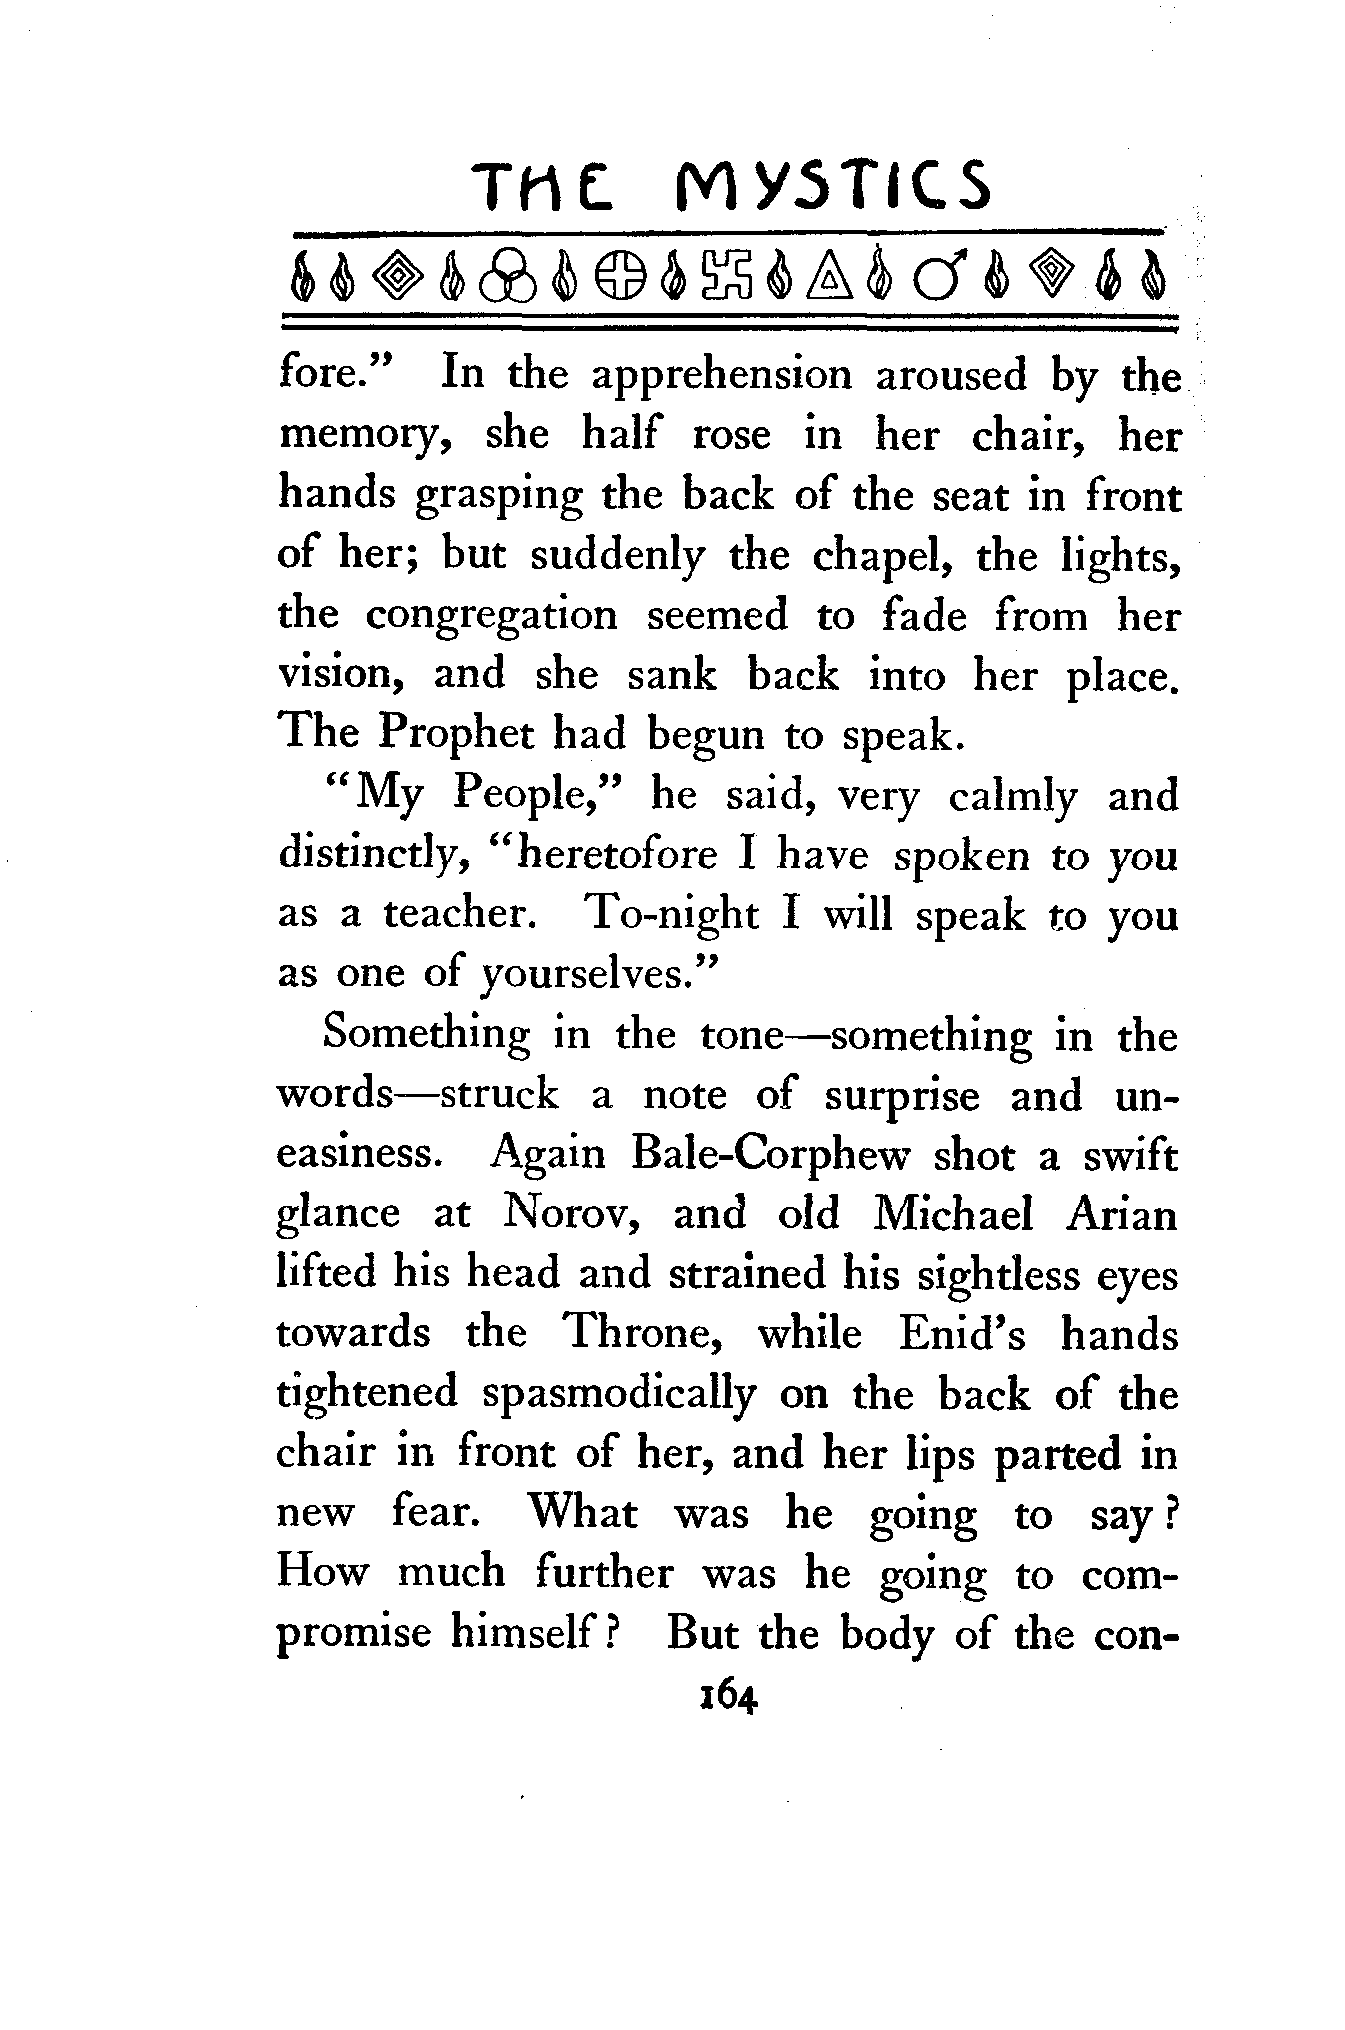 THE MYSTICS
fore." In the apprehension aroused by the
memory, she half rose in her chair, her
hands grasping the back of the seat in front
of her; but suddenly the chapel, the lights,
the congregation seemed to fade from her
vision, and she sank back into her place.
The Prophet had begun to speak.
"My People," he said, very calmly and
distinctly, "heretofore I have spoken to you
as a teacher. To-night I will speak to you
as one of yourselves."
Something in the tone—something in the
words—struck a note of surprise and un-
easiness. Again Bale-Corphew shot a swift
glance at Norov, and old Michael Arian
lifted his head and strained his sightless eyes
towards the Throne, while Enid's hands
tightened spasmodically on the back of the
chair in front of her, and her lips parted in
new fear. What was he going to say?
How much further was he going to com-
promise himself? But the body of the con-
164